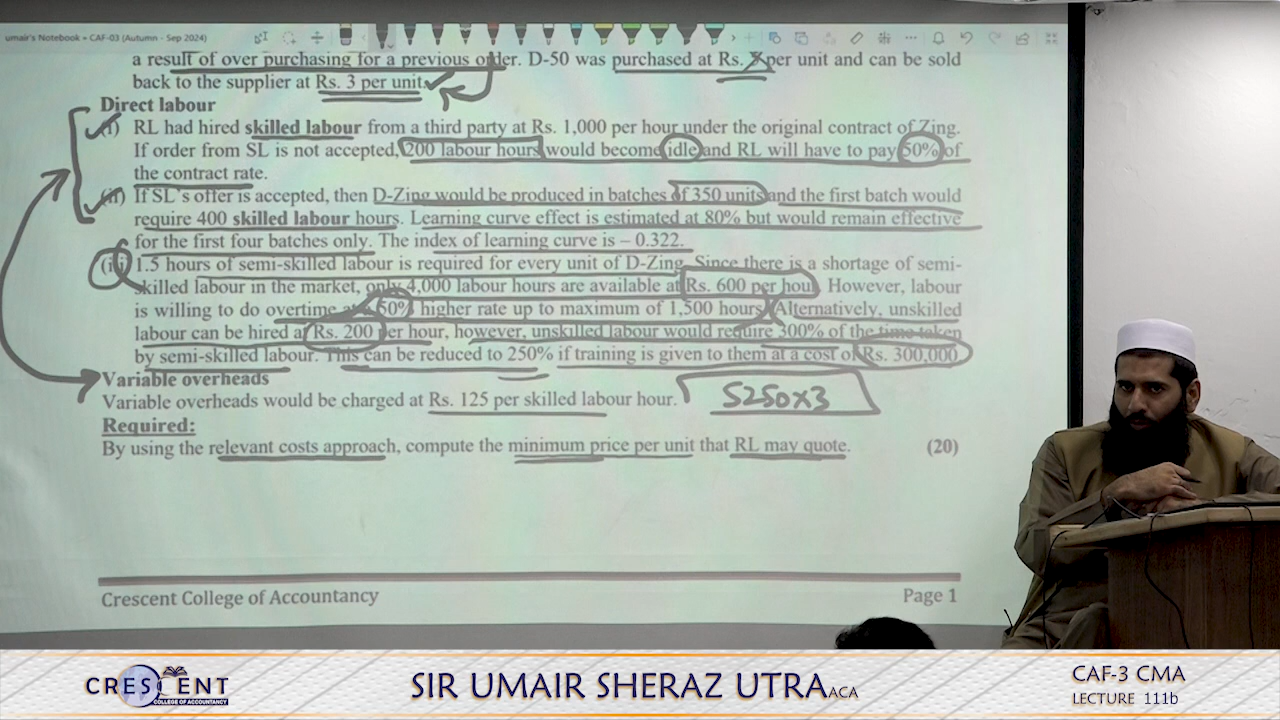 umair's Notebook » CAF-03 (Autumn - Sep 2024)
a result of over purchasing for a previous order. D-50 was purchased at Rs. per unit and can be sold
back to the supplier at Rs. 3 per unit.
Direct labour
(i) RL had hired skilled labour from a third party at Rs. 1,000 per hour under the original contract of Zing.
If order from SL is not accepted, 200 labour hours would become idle and RL will have to pay 50% of
the contract rate.
(ii) If SL's offer is accepted, then D-Zing would be produced in batches of 350 units and the first batch would
require 400 skilled labour hours. Learning curve effect is estimated at 80% but would remain effective
for the first four batches only. The index of learning curve is – 0.322.
(iii) 1.5 hours of semi-skilled labour is required for every unit of D-Zing. Since there is a shortage of semi-
skilled labour in the market, only 4,000 labour hours are available at Rs. 600 per hour. However, labour
is willing to do overtime at 50% higher rate up to maximum of 1,500 hours. Alternatively, unskilled
labour can be hired at Rs. 200 per hour, however, unskilled labour would require 300% of the time taken
by semi-skilled labour. This can be reduced to 250% if training is given to them at a cost of Rs. 300,000
Variable overheads
Variable overheads would be charged at Rs. 125 per skilled labour hour.
5250x3
Required:
By using the relevant costs approach, compute the minimum price per unit that RL may quote. (20)
Crescent College of Accountancy Page 1
CRESCENT
COLLEGE OF ACCOUNTANCY
SIR UMAIR SHERAZ UTRA ACA
CAF-3 CMA
LECTURE 111b